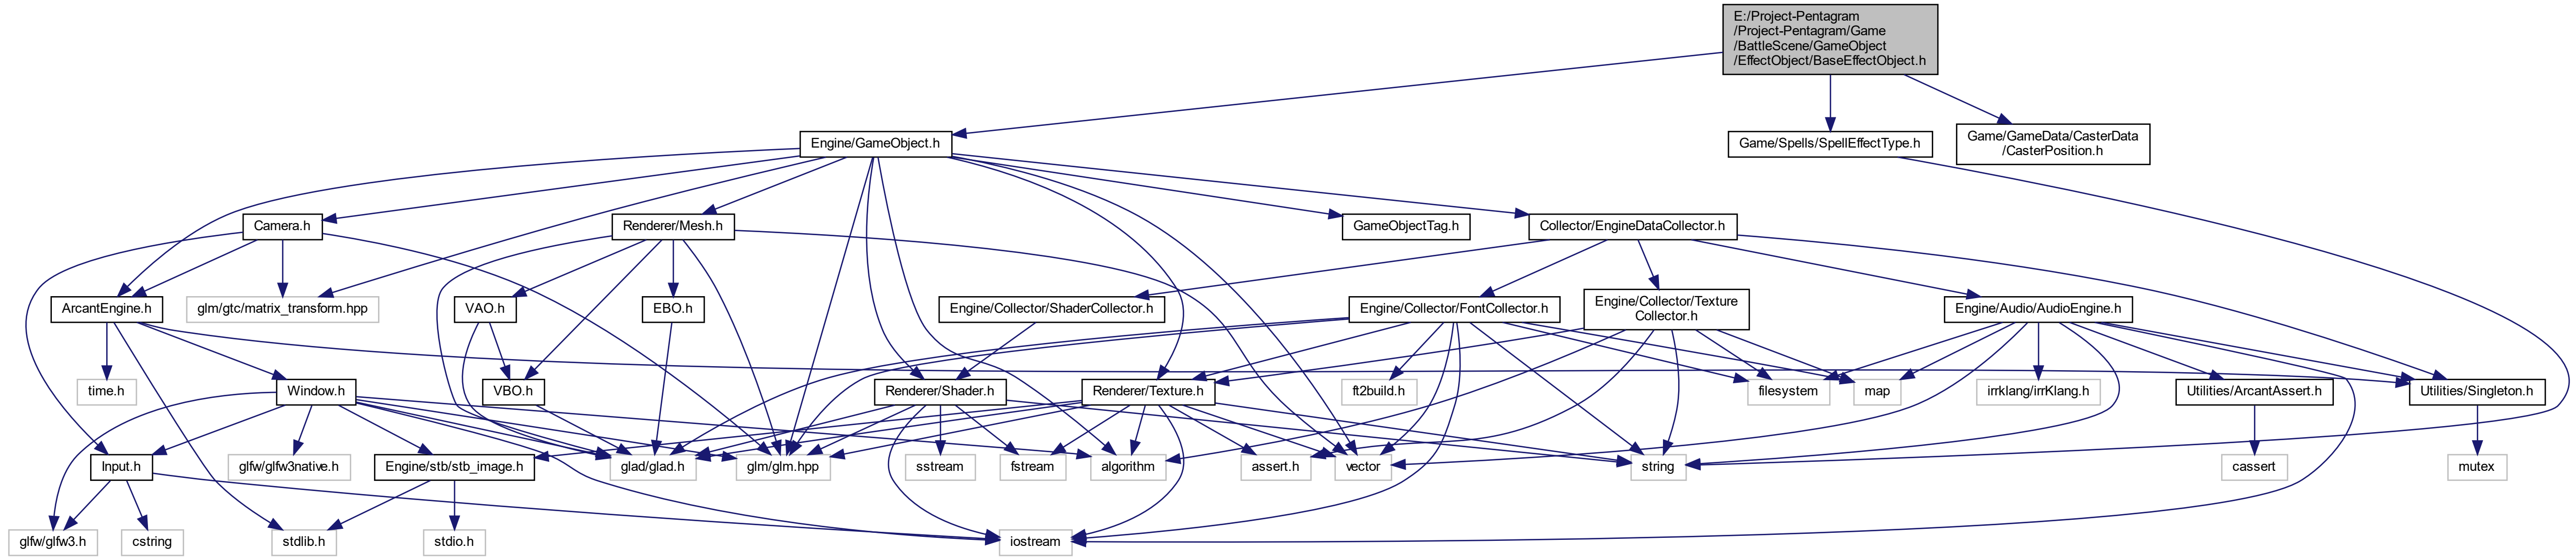 E:/Project-Pentagram
/Project-Pentagram/Game
/BattleScene/GameObject
/EffectObject/BaseEffectObject.h
Engine/GameObject.h
Game/Spells/SpellEffectType.h
Game/GameData/CasterData
/CasterPosition.h
Camera.h
Renderer/Mesh.h
GameObjectTag.h
Collector/EngineDataCollector.h
ArcantEngine.h
glm/gtc/matrix_transform.hpp
VAO.h
EBO.h
Engine/Collector/ShaderCollector.h
Engine/Collector/FontCollector.h
Engine/Collector/Texture
Collector.h
Engine/Audio/AudioEngine.h
time.h
Window.h
VBO.h
Renderer/Shader.h
Renderer/Texture.h
ft2build.h
filesystem
map
irrklang/irrKlang.h
Utilities/ArcantAssert.h
Utilities/Singleton.h
Input.h
glfw/glfw3native.h
Engine/stb/stb_image.h
glad/glad.h
glm/glm.hpp
sstream
fstream
algorithm
assert.h
vector
string
cassert
mutex
glfw/glfw3.h
cstring
stdlib.h
stdio.h
iostream